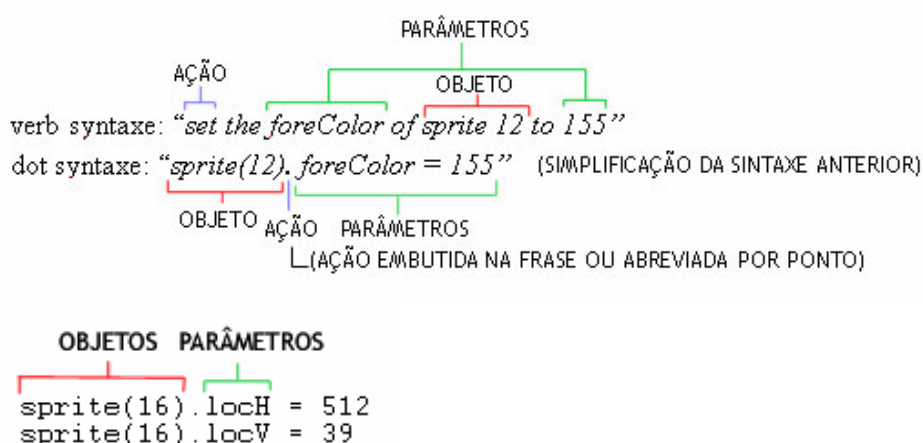 PARÂMETROS
AÇÃO
OBJETO
verb syntaxe: “set the foreColor of sprite 12 to 155”
dot syntaxe: “sprite(12). foreColor = 155” (SIMPLIFICAÇÃO DA SINTAXE ANTERIOR)
OBJETO AÇÃO PARÂMETROS
(AÇÃO EMBUTIDA NA FRASE OU ABREVIADA POR PONTO)
OBJETOS PARÂMETROS
sprite(16).locH = 512
sprite(16).locV = 39